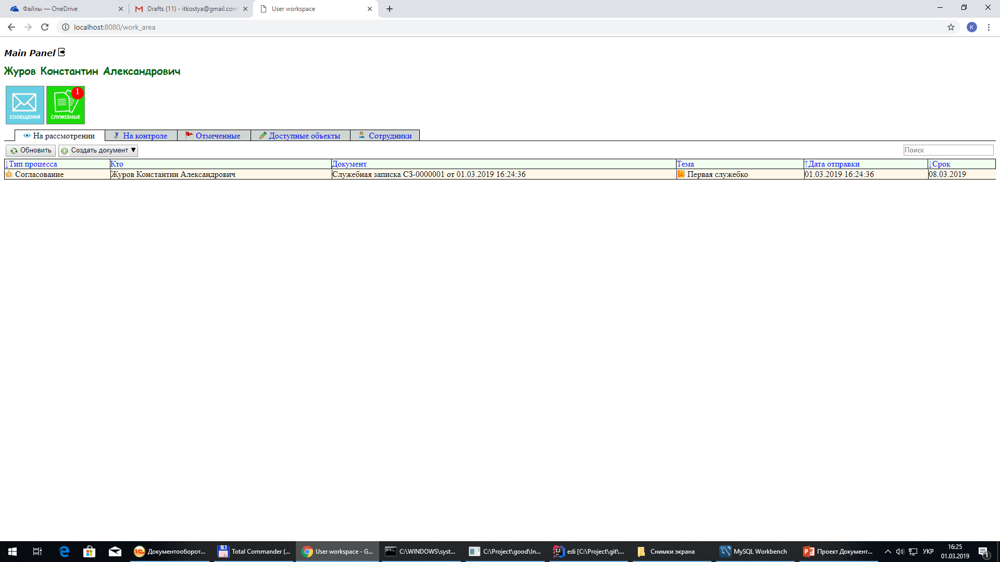 Файлы — OneDrive
Drafts (11) - itkostya@gmail.com
User workspace
localhost:8080/work_area
K
Main Panel
Журов Константин Александрович
СООБЩЕНИЯ
СЛУЖЕБНЫЕ
1
На рассмотрении
На контроле
Отмеченные
Доступные объекты
Сотрудники
Обновить
Создать документ ▼
Поиск
↓Тип процесса
Кто
Документ
Тема
↑Дата отправки
↓Срок
Согласование
Журов Константин Александрович
Служебная записка СЗ-0000001 от 01.03.2019 16:24:36
Первая служебко
01.03.2019 16:24:36
08.03.2019
Документооборот...
Total Commander (...
User workspace - G...
C:\WINDOWS\syst...
C:\Project\good\In...
edi [C:\Project\git\...
Снимки экрана
MySQL Workbench
Проект Документ...
УКР
16:25
01.03.2019
1